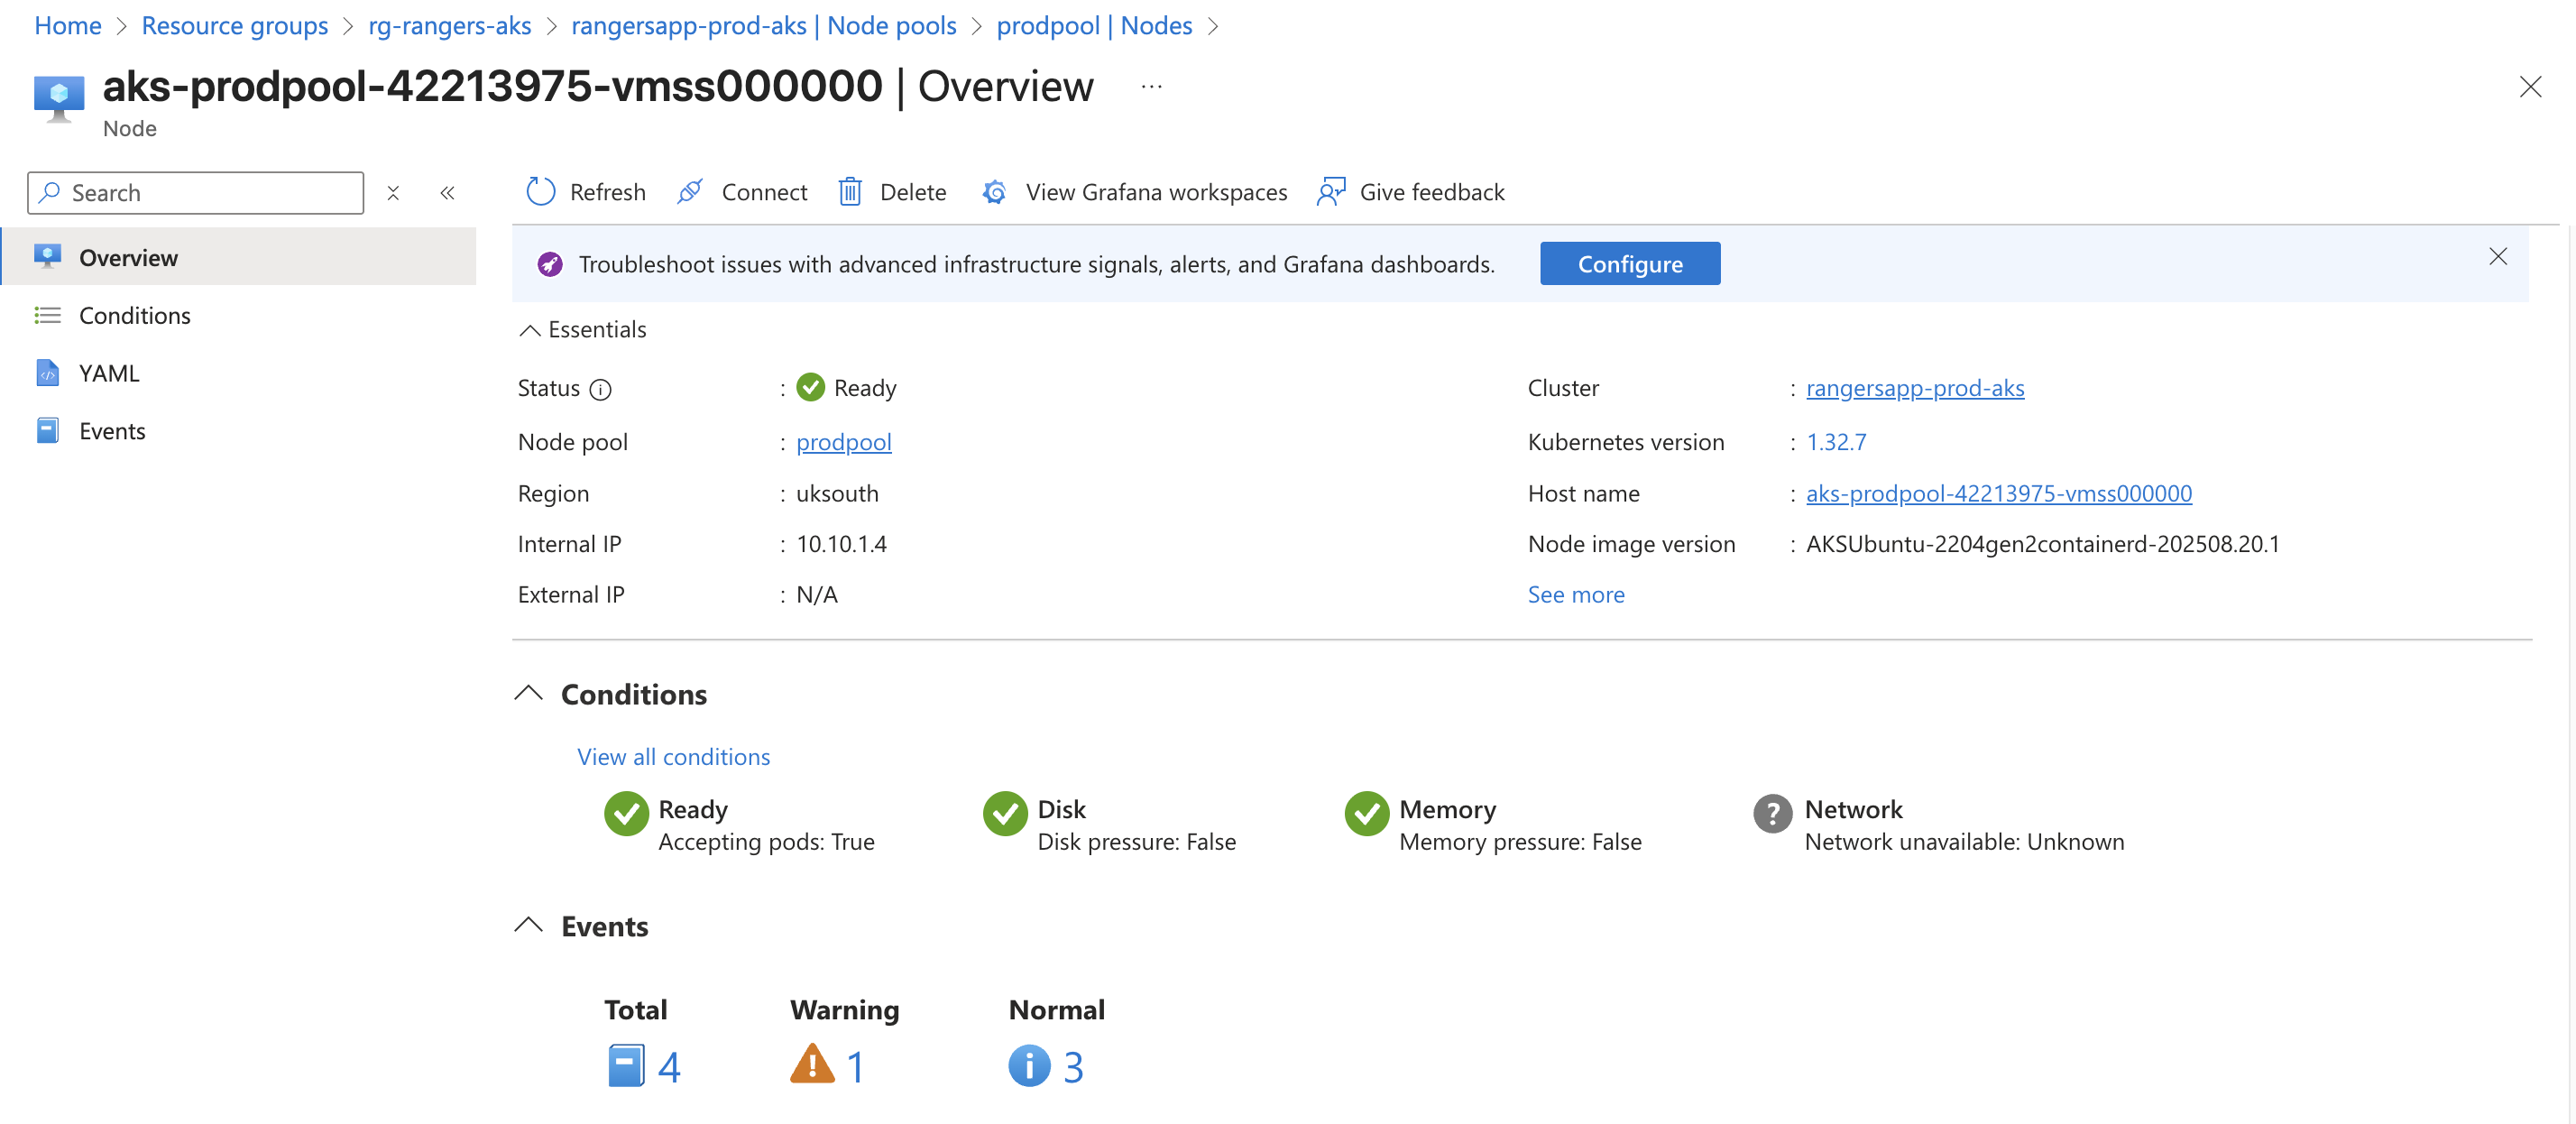 Home > Resource groups > rg-rangers-aks > rangersapp-prod-aks | Node pools > prodpool | Nodes >
aks-prodpool-42213975-vmss000000 | Overview ...
Node
Search
Refresh Connect Delete View Grafana workspaces Give feedback
Overview
Conditions
YAML
Events
Troubleshoot issues with advanced infrastructure signals, alerts, and Grafana dashboards. Configure
Essentials
Status : Ready
Node pool : prodpool
Region : uksouth
Internal IP : 10.10.1.4
External IP : N/A
Cluster : rangersapp-prod-aks
Kubernetes version : 1.32.7
Host name : aks-prodpool-42213975-vmss000000
Node image version : AKSUbuntu-2204gen2containerd-202508.20.1
See more
Conditions
View all conditions
Ready
Accepting pods: True
Disk
Disk pressure: False
Memory
Memory pressure: False
Network
Network unavailable: Unknown
Events
Total Warning Normal
4 1 3